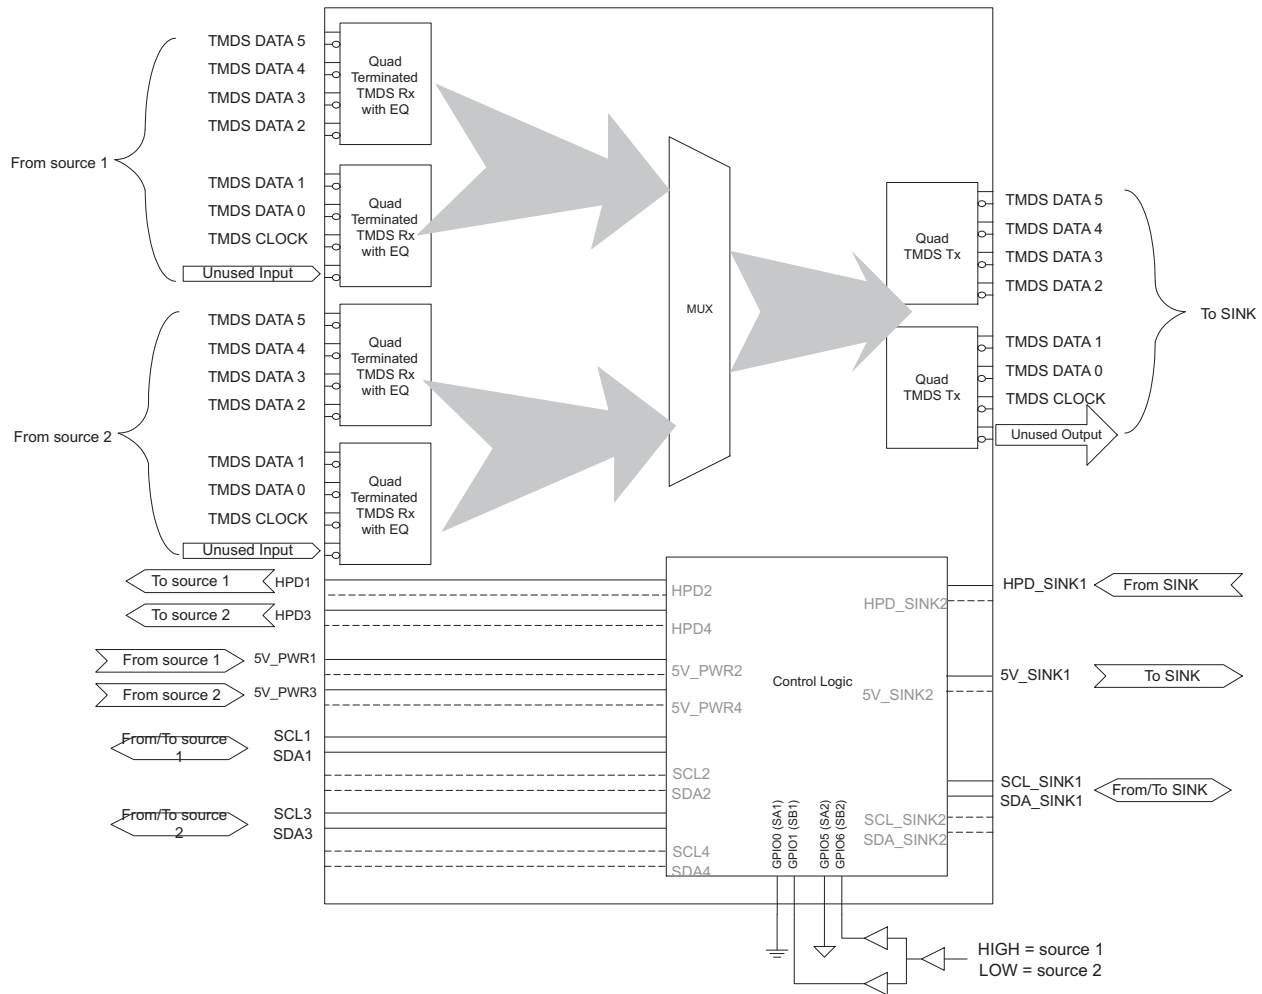 From source 1
TMDS DATA 5
TMDS DATA 4
TMDS DATA 3
TMDS DATA 2
Quad
Terminated
TMDS Rx
with EQ
TMDS DATA 1
TMDS DATA 0
TMDS CLOCK
Unused Input
Quad
Terminated
TMDS Rx
with EQ
From source 2
TMDS DATA 5
TMDS DATA 4
TMDS DATA 3
TMDS DATA 2
Quad
Terminated
TMDS Rx
with EQ
TMDS DATA 1
TMDS DATA 0
TMDS CLOCK
Unused Input
Quad
Terminated
TMDS Rx
with EQ
MUX
Quad
TMDS Tx
TMDS DATA 5
TMDS DATA 4
TMDS DATA 3
TMDS DATA 2
Quad
TMDS Tx
TMDS DATA 1
TMDS DATA 0
TMDS CLOCK
Unused Output
To SINK
To source 1
HPD1
To source 2
HPD3
From source 1
5V_PWR1
From source 2
5V_PWR3
From/To source
1
SCL1
SDA1
From/To source
2
SCL3
SDA3
HPD2
HPD4
5V_PWR2
5V_PWR4
SCL2
SDA2
SCL4
SDA4
Control Logic
HPD_SINK2
5V_SINK2
SCL_SINK2
SDA_SINK2
GPIO0 (SA1)
GPIO1 (SB1)
GPIO5 (SA2)
GPIO6 (SB2)
HPD_SINK1
From SINK
5V_SINK1
To SINK
SCL_SINK1
SDA_SINK1
From/To SINK
HIGH = source 1
LOW = source 2